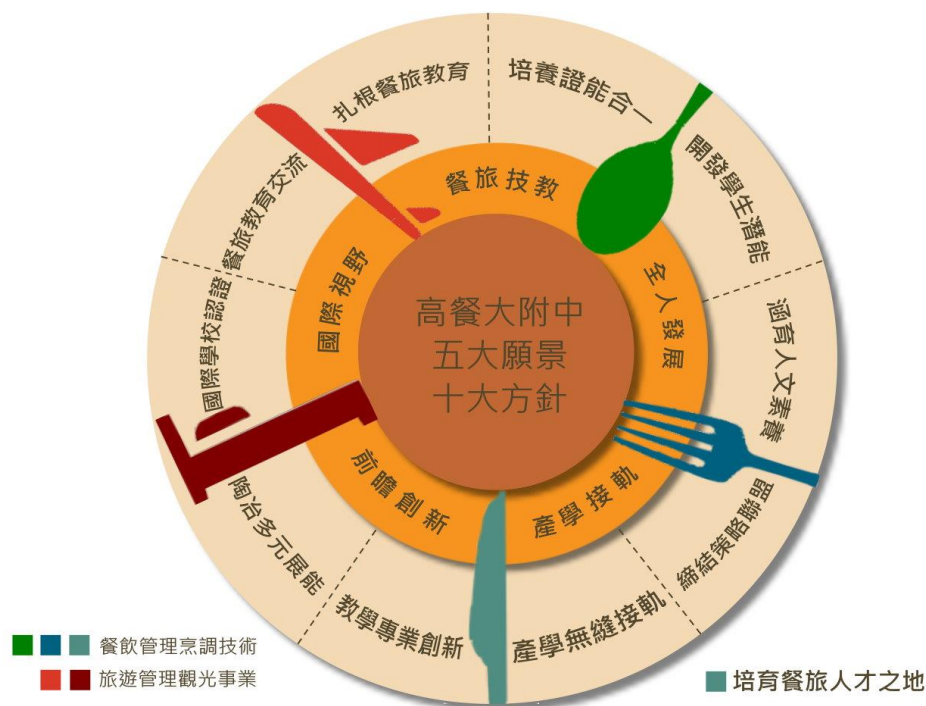 高餐大附中
五大願景
十大方針
餐旅技教
全人發展
產學接軌
前瞻創新
國際視野
扎根餐旅教育
培養證能合一
開發學生潛能
涵育人文素養
締結策略聯盟
產學無縫接軌
教學專業創新
陶冶多元展能
國際學校認證
餐旅教育交流
餐飲管理烹調技術
旅遊管理觀光事業
培育餐旅人才之地